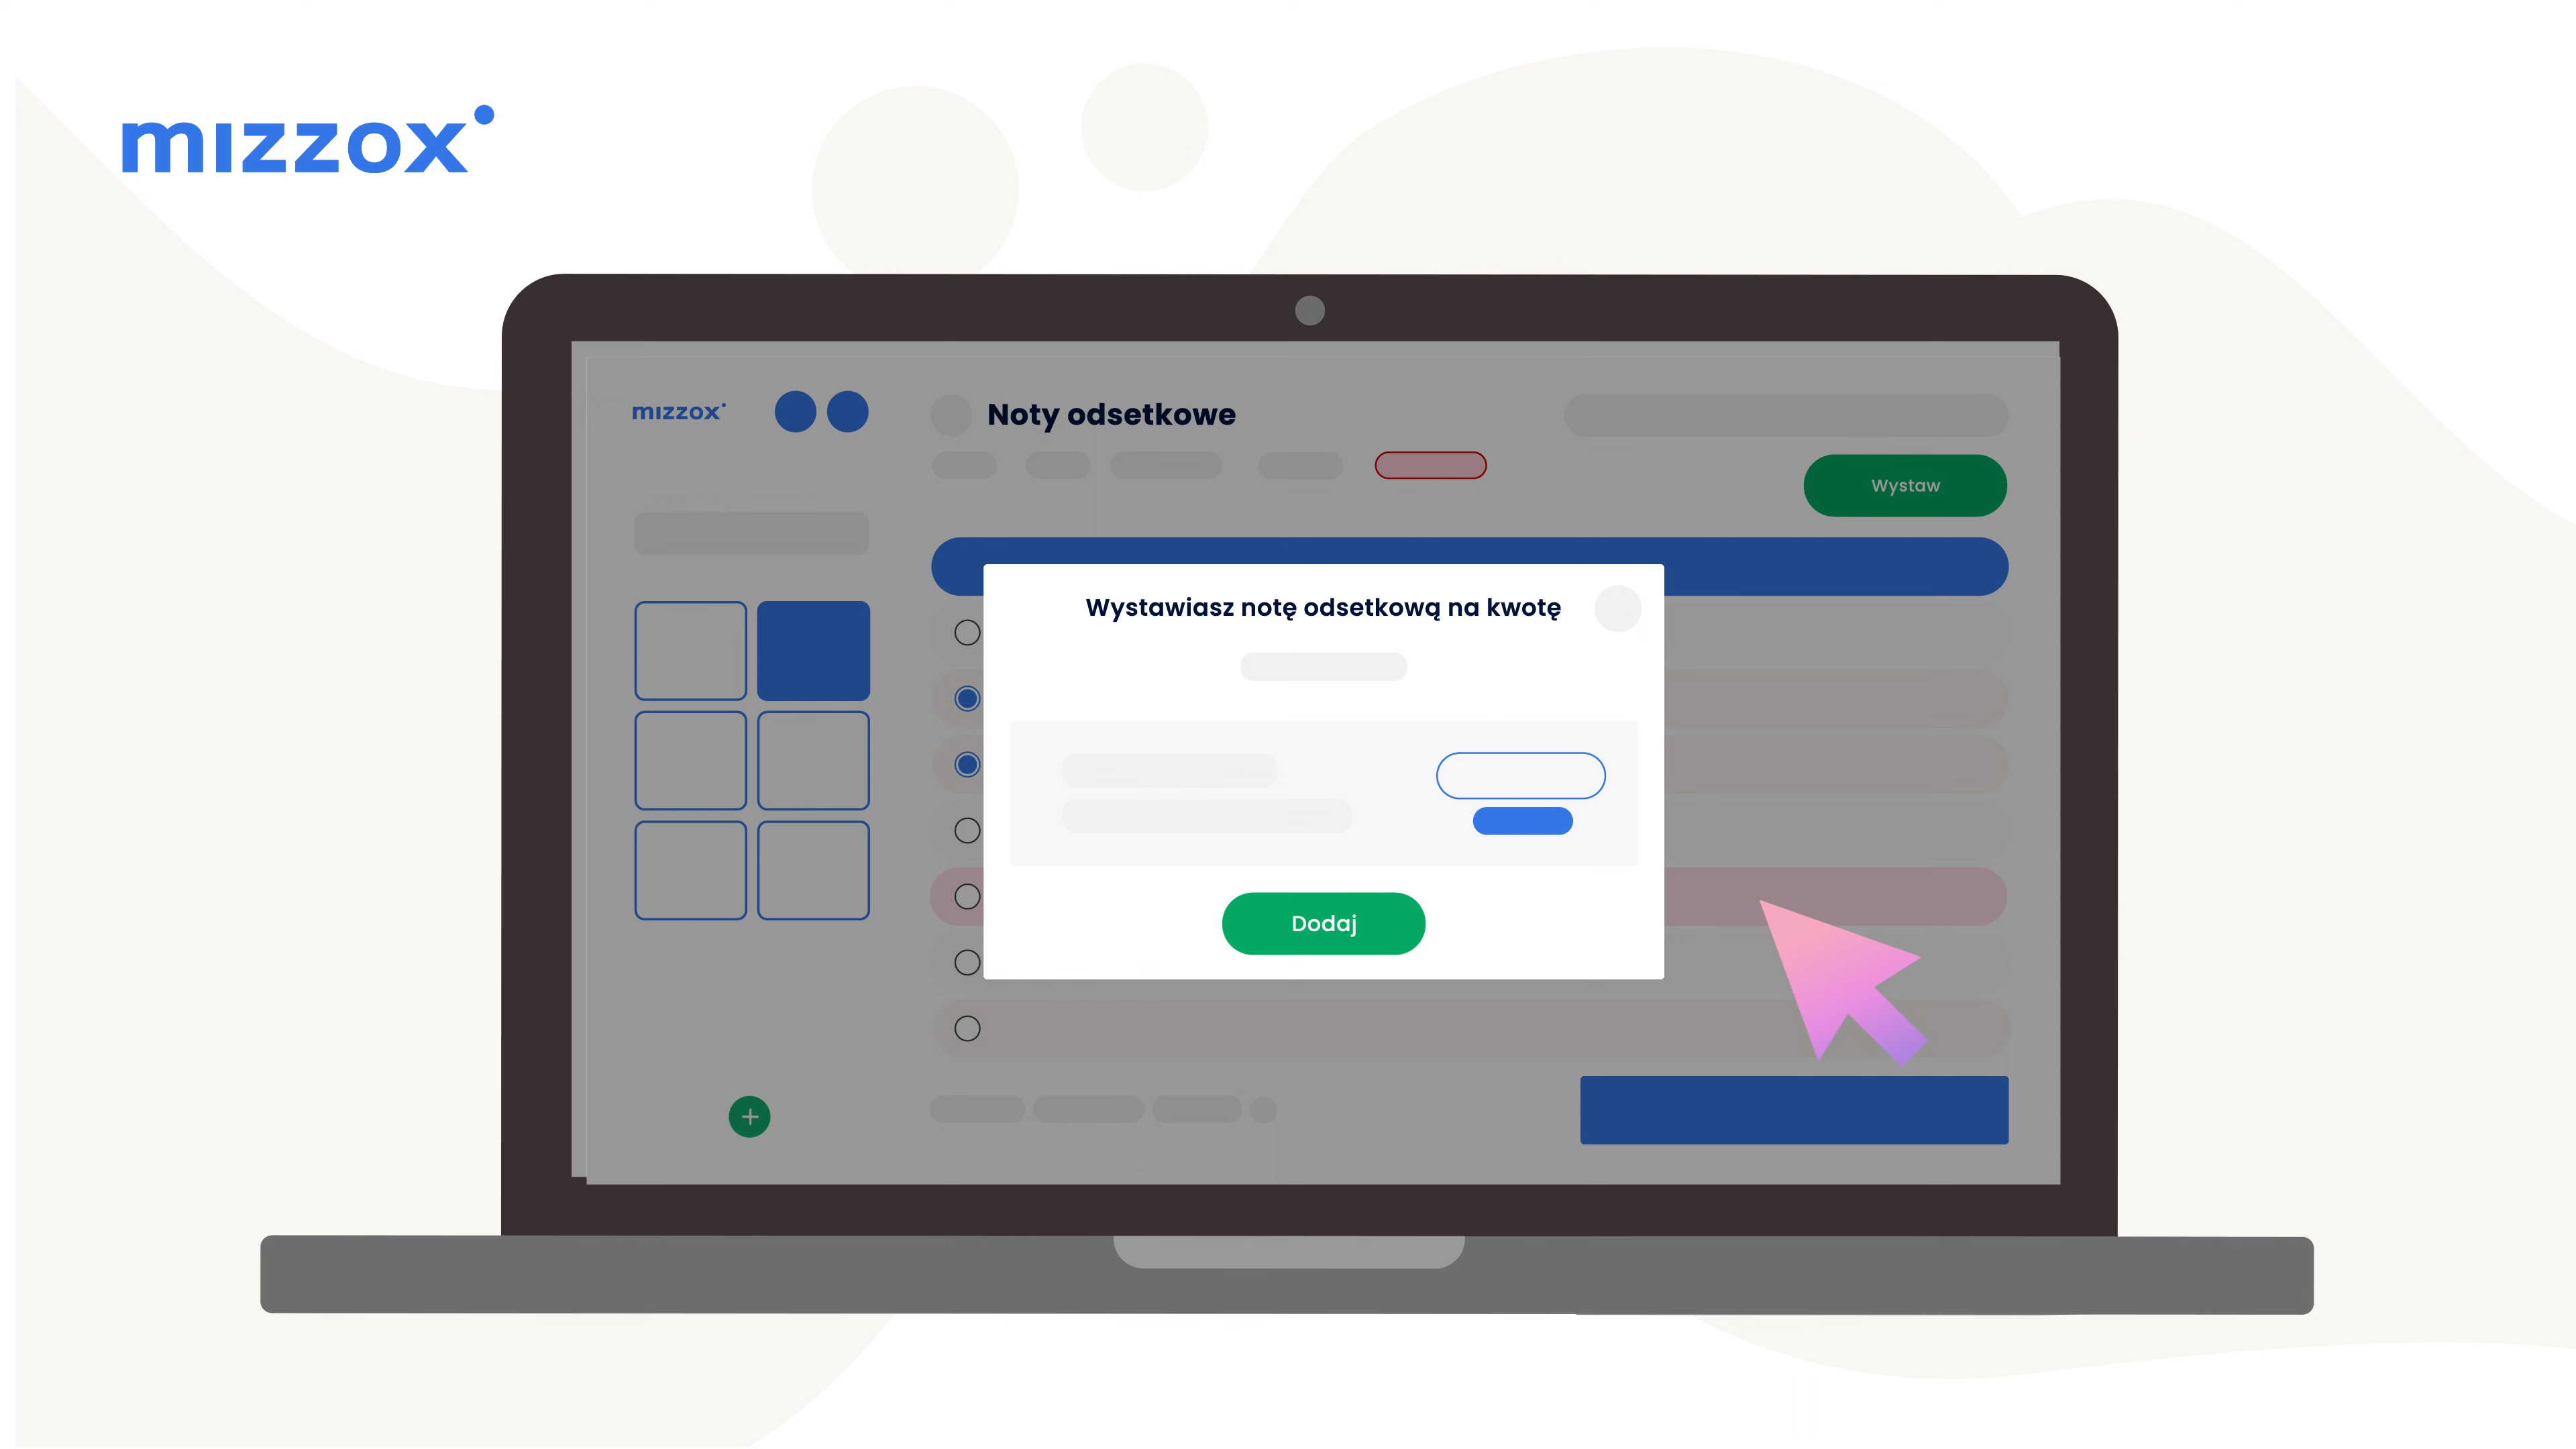 mizzox
mizzox
Noty odsetkowe
Wystaw
Wystawiasz notę odsetkową na kwotę
Dodaj